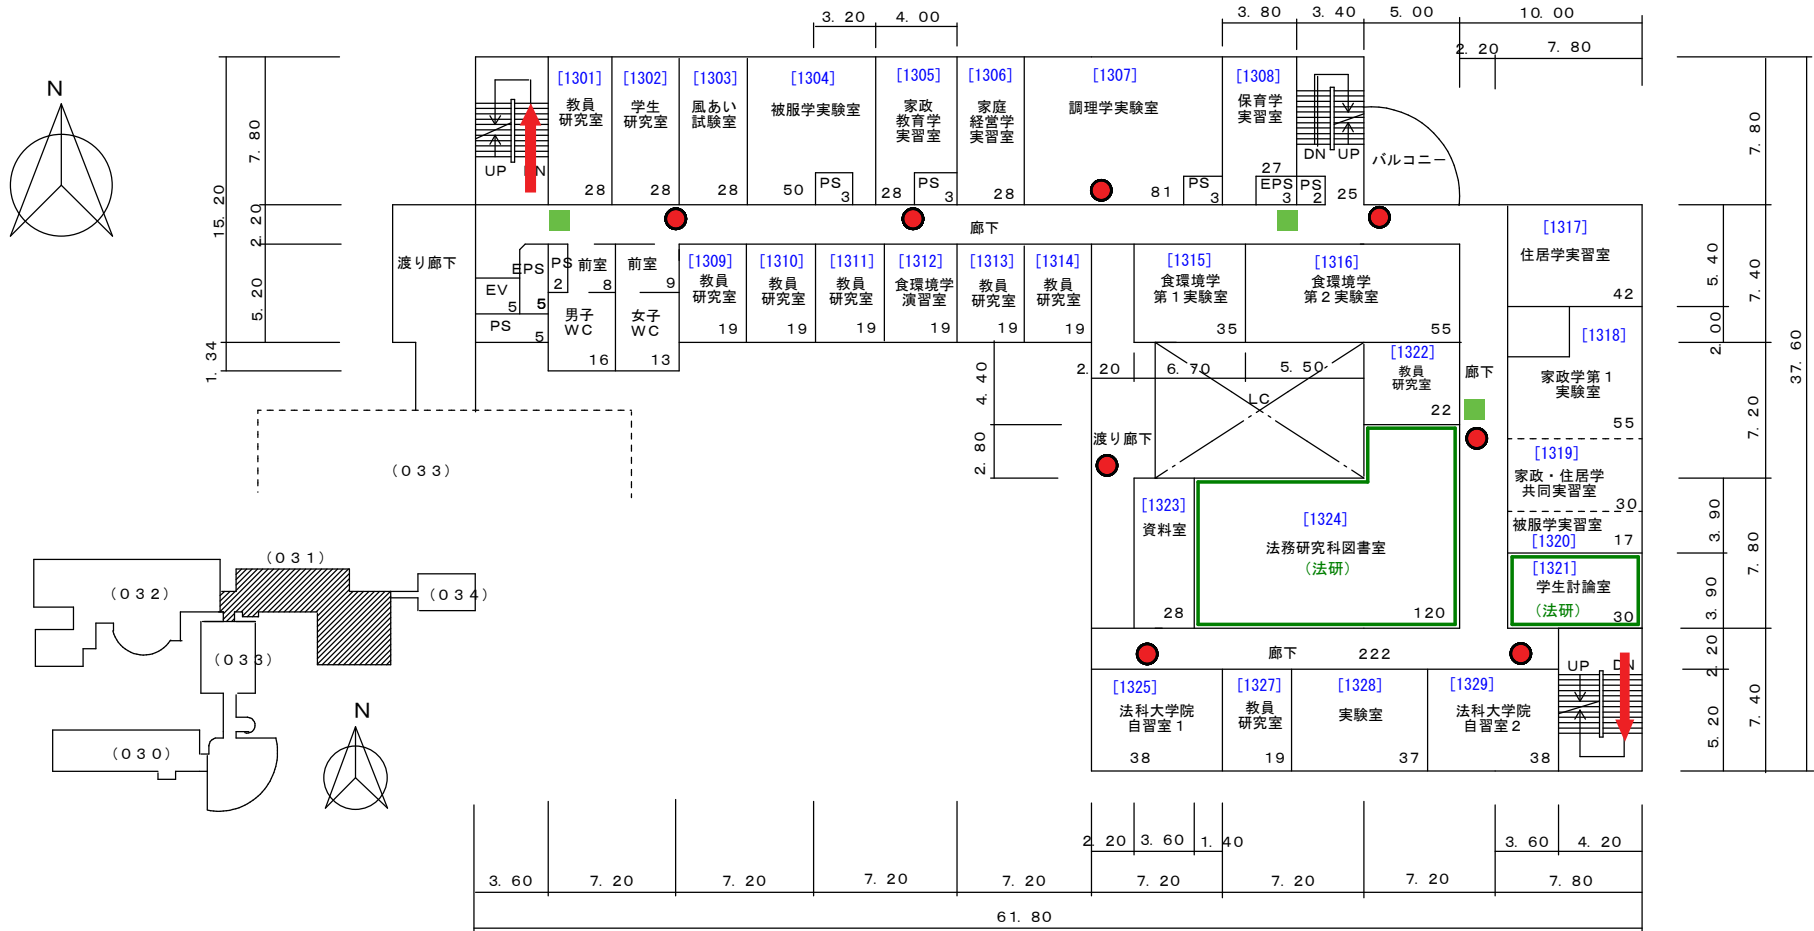 3.20
4.00
3.80
3.40
5.00
10.00
2.20
7.80
N
[1301]
教員
研究室
28
[1302]
学生
研究室
28
[1303]
風あい
試験室
28
[1304]
被服学実験室
50
PS
3
[1305]
家政
教育学
実習室
28
PS
3
[1306]
家庭
経営学
実習室
28
[1307]
調理学実験室
81
PS
3
[1308]
保育学
実習室
27
EPS
3
PS
2
25
UP
DN
DN
UP
バルコニー
7.80
15.20
2.20
5.20
1.34
廊下
渡り廊下
EPS
5
EV
5
PS
5
PS
2
前室
8
前室
9
男子
WC
16
女子
WC
13
[1309]
教員
研究室
19
[1310]
教員
研究室
19
[1311]
教員
研究室
19
[1312]
食環境学
演習室
19
[1313]
教員
研究室
19
[1314]
教員
研究室
19
[1315]
食環境学
第1実験室
35
[1316]
食環境学
第2実験室
55
[1317]
住居学実習室
42
[1318]
家政学第1
実験室
55
[1319]
家政・住居学
共同実習室
30
被服学実習室
[1320]
17
[1321]
学生討論室
(法研)
30
[1322]
教員
研究室
22
廊下
2.20
6.70
5.50
4.40
2.80
LC
渡り廊下
[1323]
資料室
28
[1324]
法務研究科図書室
(法研)
120
廊下
222
[1325]
法科大学院
自習室1
38
[1327]
教員
研究室
19
[1328]
実験室
37
[1329]
法科大学院
自習室2
38
UP
DN
7.80
5.40
7.40
2.00
7.20
37.60
3.90
7.80
3.90
2.20
7.40
5.20
(033)
(031)
(032)
(034)
(033)
(030)
N
2.20
3.60
1.40
3.60
4.20
3.60
7.20
7.20
7.20
7.20
7.20
7.20
7.20
7.80
61.80